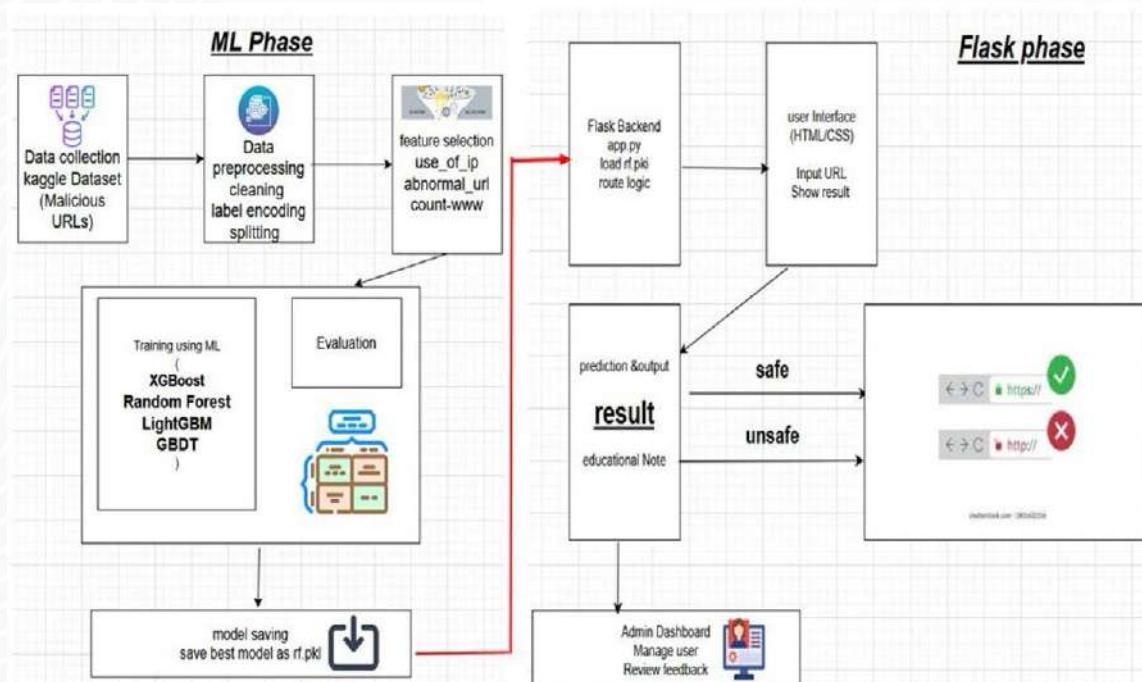 ML Phase
Data collection
kaggle Dataset
(Malicious
URLs)
Data
preprocessing
cleaning
label encoding
splitting
feature selection
use_of_ip
abnormal_url
count-www
Training using ML
(
XGBoost
Random Forest
LightGBM
GBDT
)
Evaluation
model saving
save best model as rf.pkl
Flask phase
Flask Backend
app.py
load rf.pkl
route logic
user Interface
(HTML/CSS)
Input URL
Show result
prediction &output
result
educational Note
safe
unsafe
https://
http://
Admin Dashboard
Manage user
Review feedback